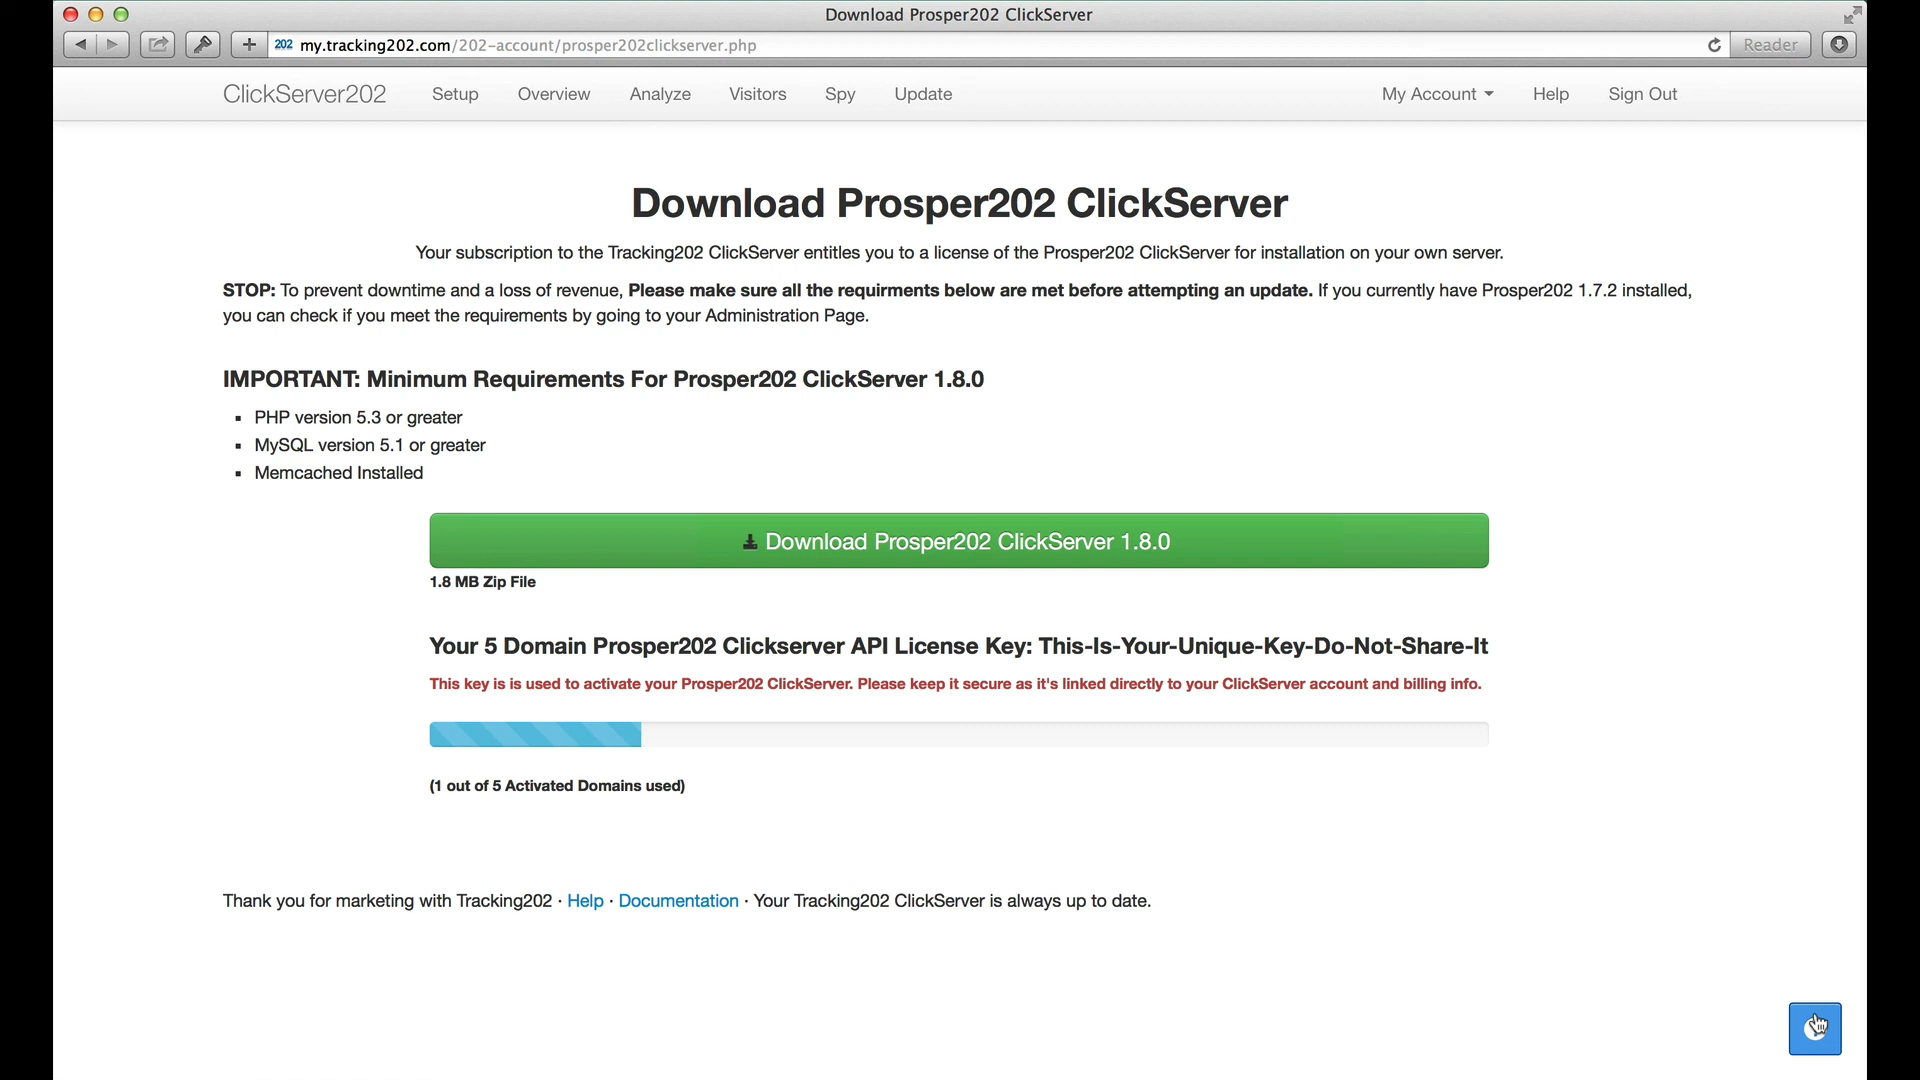 Download Prosper202 ClickServer
202 my.tracking202.com/202-account/prosper202clickserver.php
Reader
ClickServer202 Setup Overview Analyze Visitors Spy Update My Account Help Sign Out
Download Prosper202 ClickServer
Your subscription to the Tracking202 ClickServer entitles you to a license of the Prosper202 ClickServer for installation on your own server.
STOP: To prevent downtime and a loss of revenue, Please make sure all the requirments below are met before attempting an update. If you currently have Prosper202 1.7.2 installed,
you can check if you meet the requirements by going to your Administration Page.
IMPORTANT: Minimum Requirements For Prosper202 ClickServer 1.8.0
▪ PHP version 5.3 or greater
▪ MySQL version 5.1 or greater
▪ Memcached Installed
Download Prosper202 ClickServer 1.8.0
1.8 MB Zip File
Your 5 Domain Prosper202 Clickserver API License Key: This-Is-Your-Unique-Key-Do-Not-Share-It
This key is is used to activate your Prosper202 ClickServer. Please keep it secure as it's linked directly to your ClickServer account and billing info.
(1 out of 5 Activated Domains used)
Thank you for marketing with Tracking202 · Help · Documentation · Your Tracking202 ClickServer is always up to date.